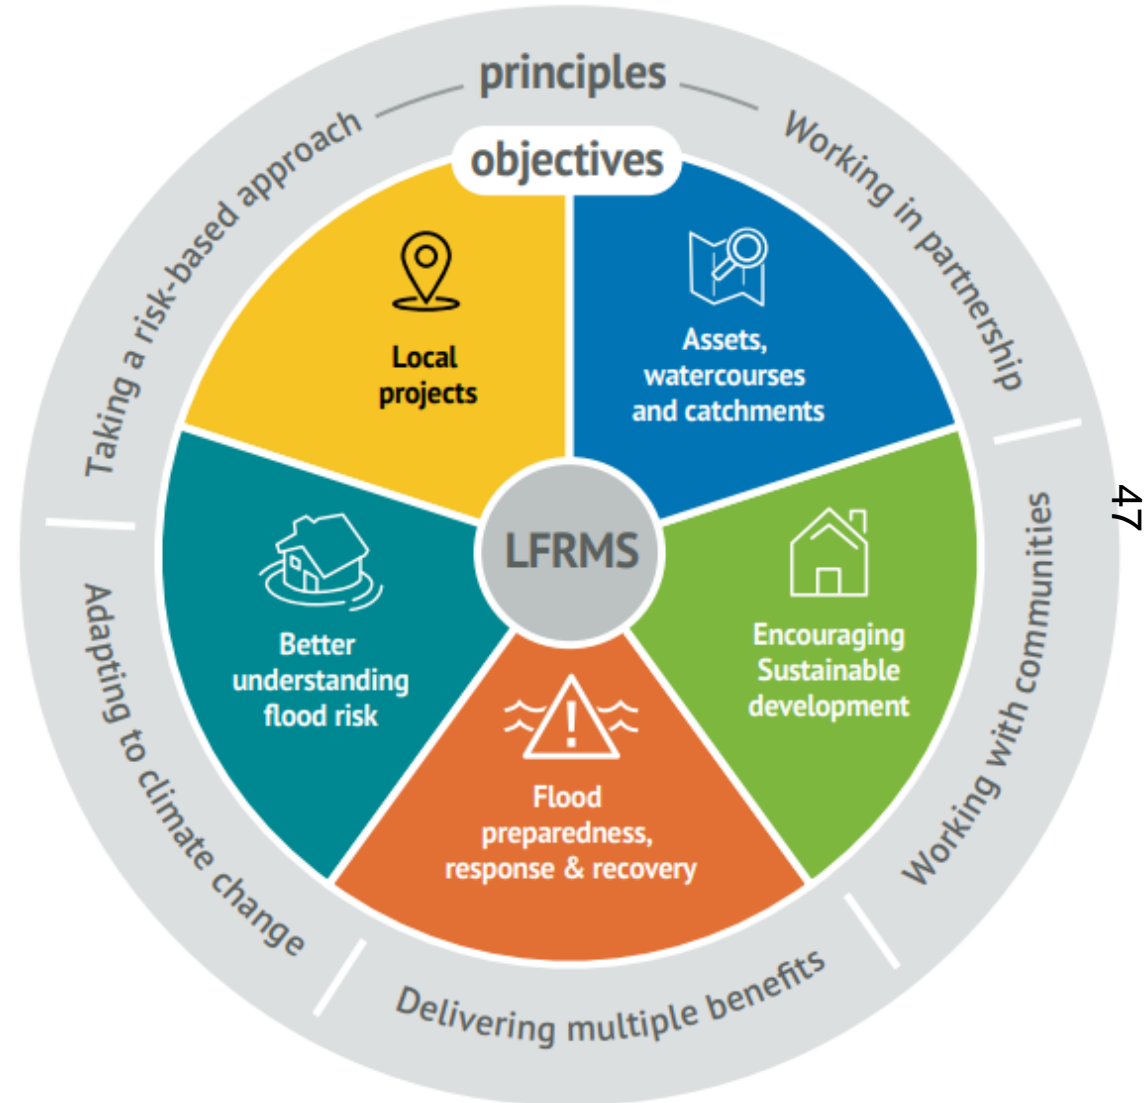 principles
objectives
Working in partnership
Working with communities
Delivering multiple benefits
Adapting to climate change
Taking a risk-based approach
Local
projects
Assets,
watercourses
and catchments
Encouraging
Sustainable
development
Flood
preparedness,
response & recovery
Better
understanding
flood risk
LFRMS
47